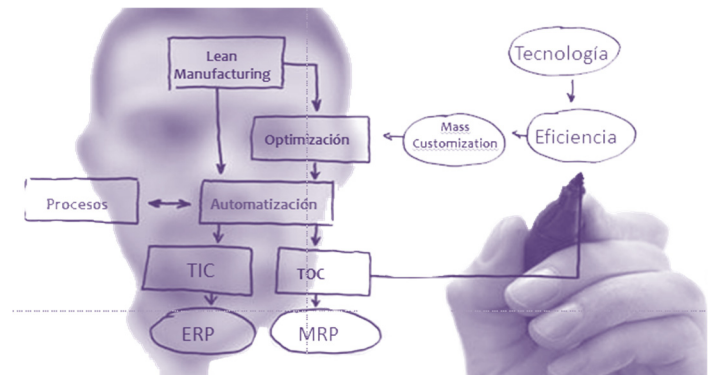 Lean
Manufacturing
Tecnología
Optimización
Mass
Customization
Eficiencia
Procesos
Automatización
TIC
TOC
ERP
MRP